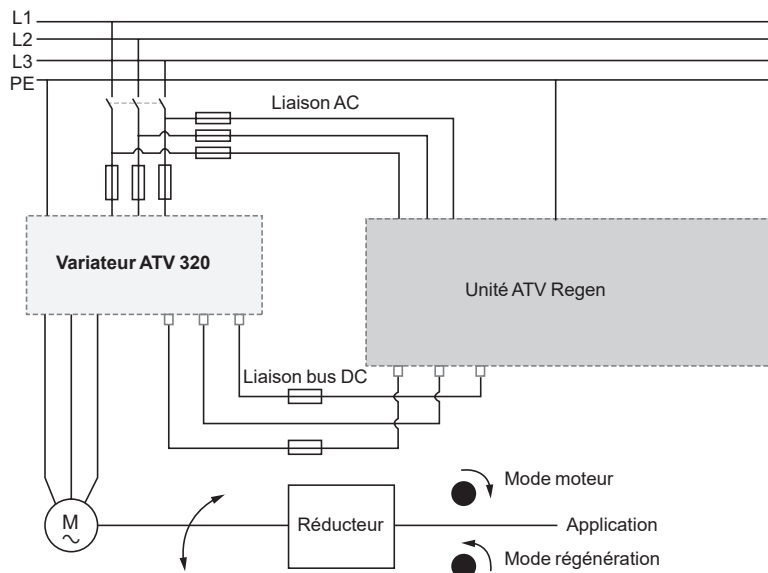 L1
L2
L3
PE
Liaison AC
Variateur ATV 320
Unité ATV Regen
Liaison bus DC
Mode moteur
M
Réducteur
Application
Mode régénération